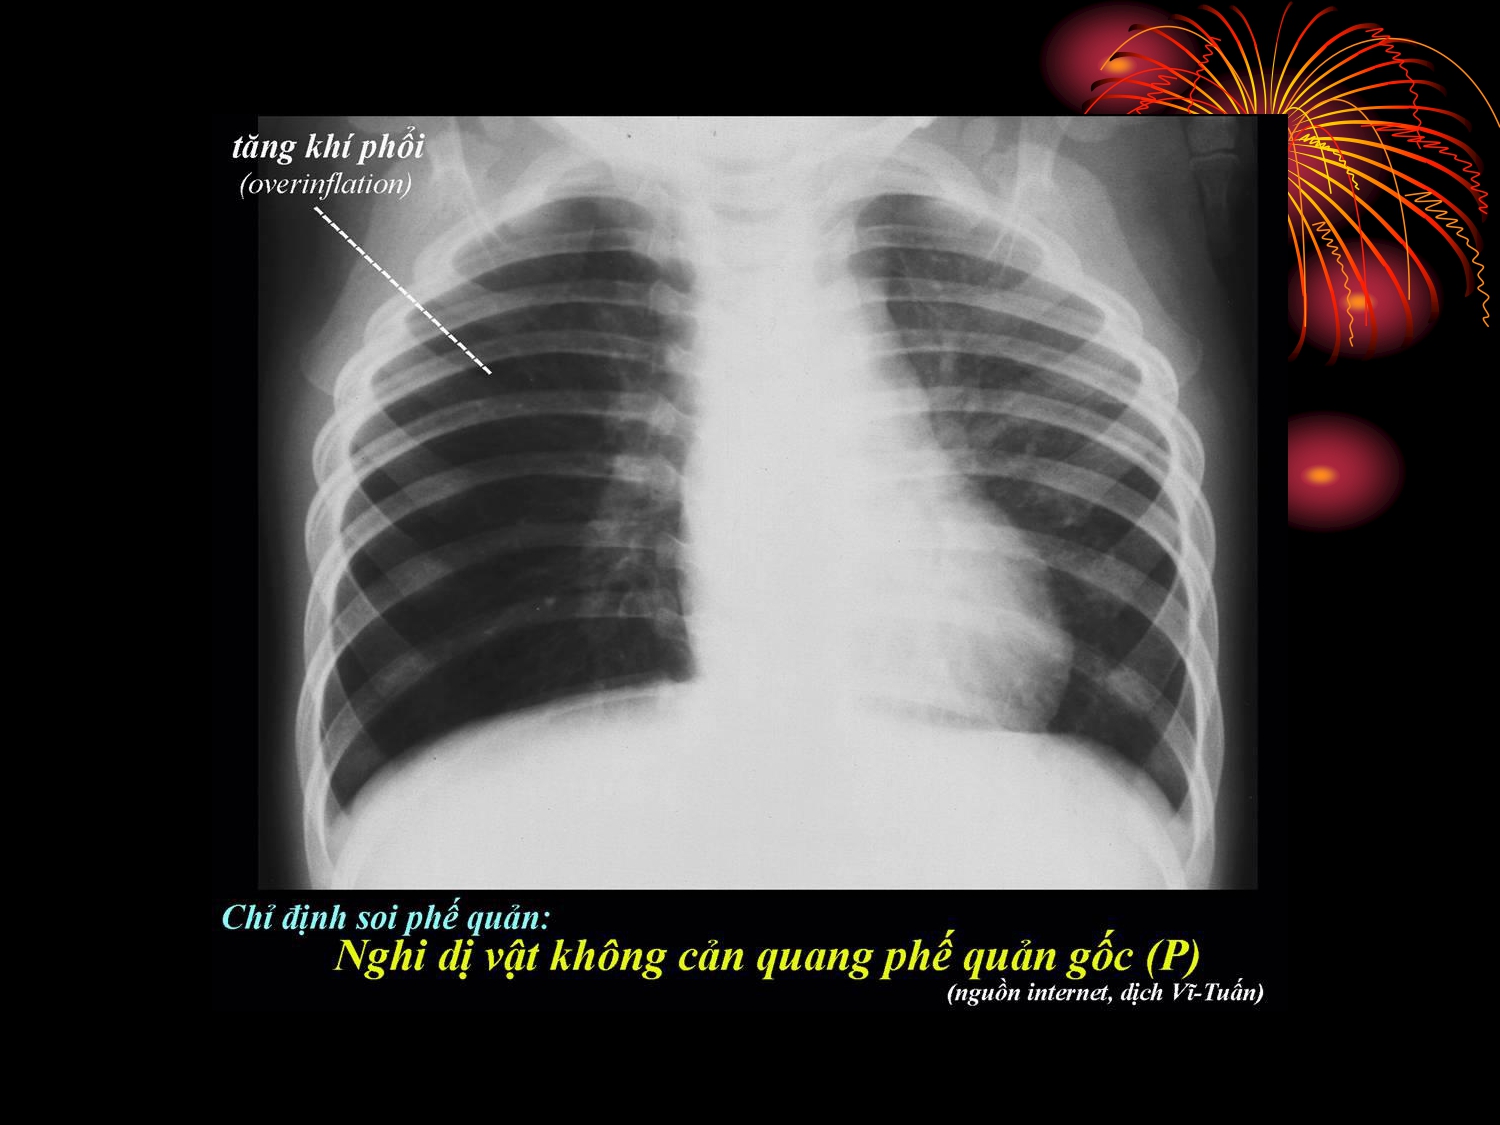 tăng khí phổi
(overinflation)
Chỉ định soi phế quản:
Nghi dị vật không cản quang phế quản gốc (P)
(nguồn internet, dịch Vĩ-Tuấn)